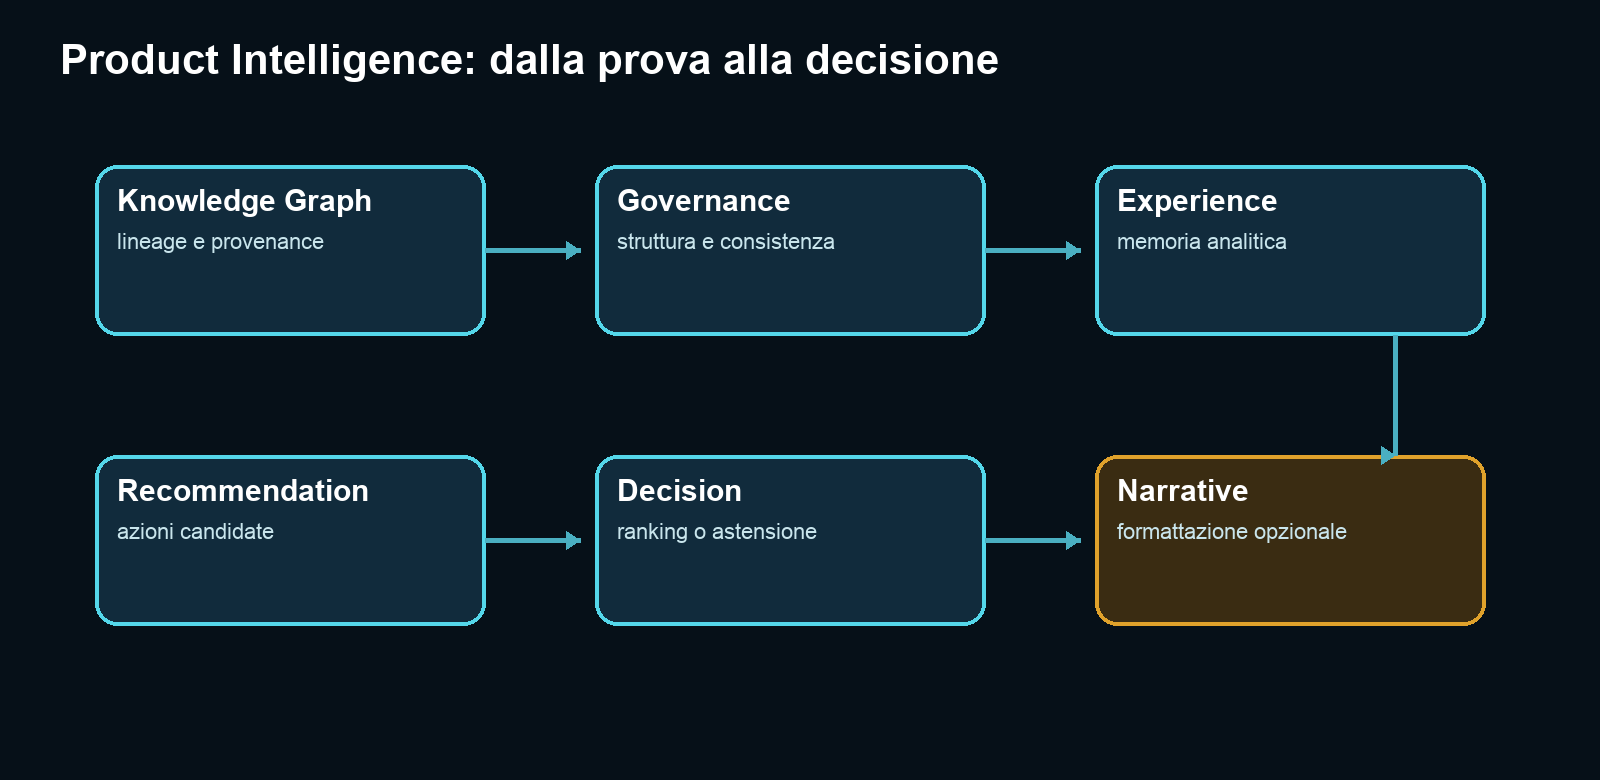 Product Intelligence: dalla prova alla decisione
Knowledge Graph
lineage e provenance
Governance
struttura e consistenza
Experience
memoria analitica
Recommendation
azioni candidate
Decision
ranking o astensione
Narrative
formattazione opzionale